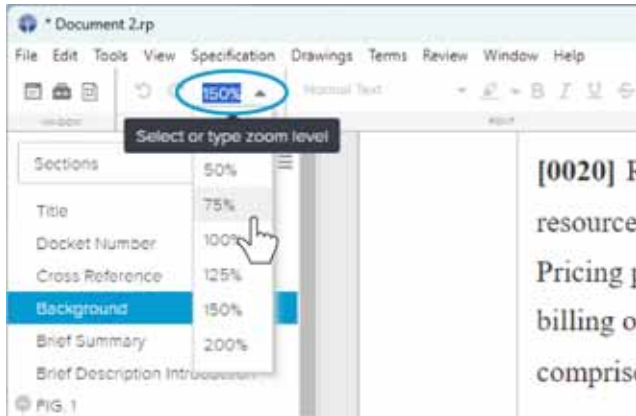 * Document 2.rp
File Edit Tools View Specification Drawings Terms Review Window Help
150% Normal Text B I U S
Select or type zoom level
Sections
50%
75%
100%
125%
150%
200%
Title
Docket Number
Cross Reference
Background
Brief Summary
Brief Description
FIG. 1
[0020]
resource
Pricing
billing